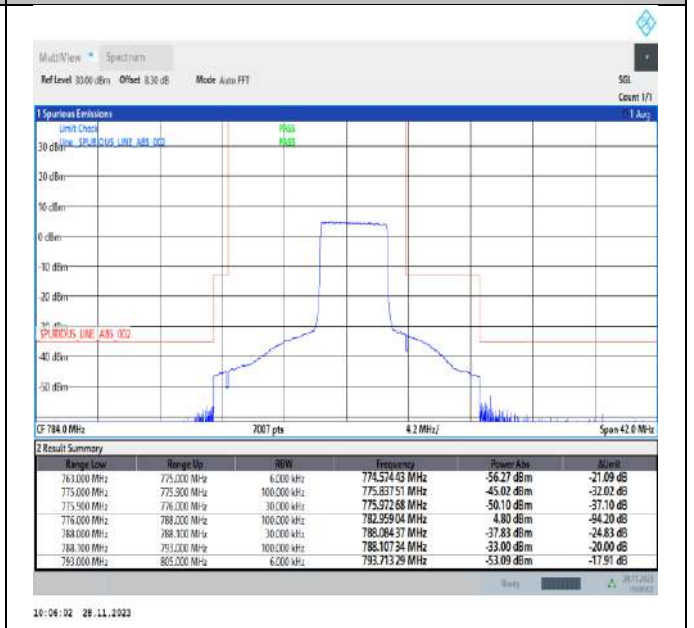 MultiView Spectrum
Ref Level 30.00 dBm Offset 8.30 dB Mode Auto FFT SGL
Count 1/1
1 Spurious Emissions 1 Avg
Limit Check PASS
30 dBm Line _SPURIOUS_LINE_ABS_002 PASS
20 dBm
10 dBm
0 dBm
-10 dBm
-20 dBm
-30 dBm
SPURIOUS_LINE_ABS_002
-40 dBm
-50 dBm
CF 784.0 MHz 7007 pts 4.2 MHz/ Span 42.0 MHz
2 Result Summary
Range Low Range Up RBW Frequency Power Abs ΔLimit
763.000 MHz 775.000 MHz 6.000 kHz 774.57443 MHz -56.27 dBm -21.09 dB
775.000 MHz 775.900 MHz 100.000 kHz 775.83751 MHz -45.02 dBm -32.02 dB
775.900 MHz 776.000 MHz 30.000 kHz 775.97268 MHz -50.10 dBm -37.10 dB
776.000 MHz 788.000 MHz 100.000 kHz 782.95904 MHz 4.80 dBm -94.20 dB
788.000 MHz 788.100 MHz 30.000 kHz 788.08437 MHz -37.83 dBm -24.83 dB
788.100 MHz 793.000 MHz 100.000 kHz 788.10734 MHz -33.00 dBm -20.00 dB
793.000 MHz 805.000 MHz 6.000 kHz 793.71329 MHz -53.09 dBm -17.91 dB
Ready 28.11.2023
10:06:02
10:06:02 28.11.2023